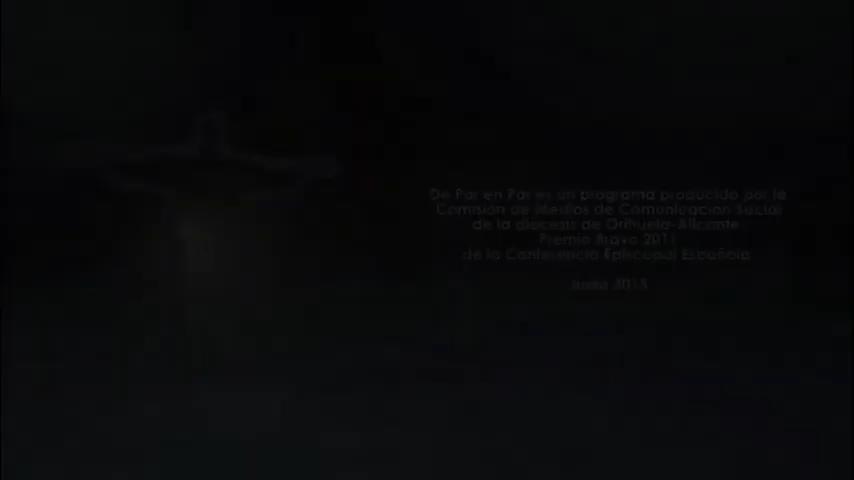 De Par en Par es un programa producido por la
Comisión de Medios de Comunicación Social
de la diócesis de Orihuela-Alicante
Premio Bravo 2011
de la Conferencia Episcopal Española
2013